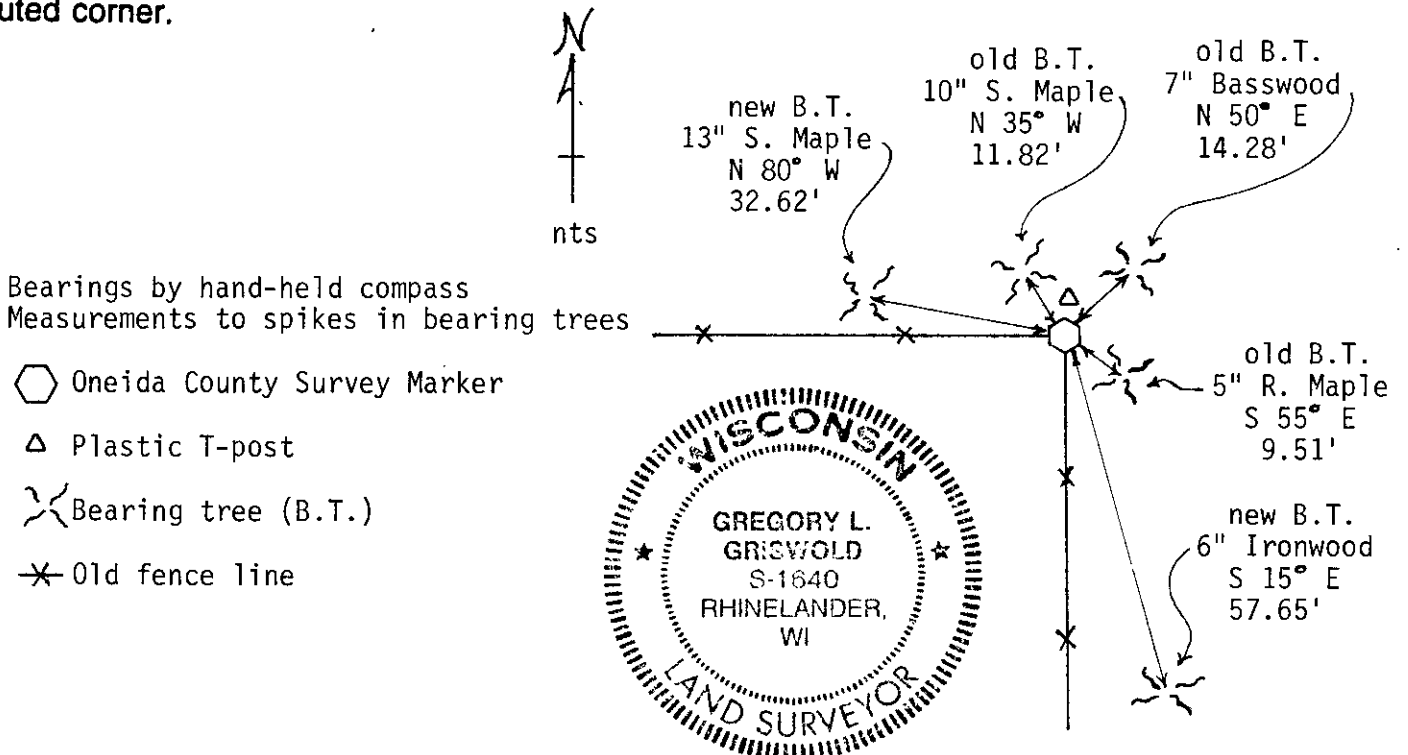 uted corner.
N
nts
new B.T.
13" S. Maple
N 80° W
32.62'
old B.T.
10" S. Maple
N 35° W
11.82'
old B.T.
7" Basswood
N 50° E
14.28'
Bearings by hand-held compass
Measurements to spikes in bearing trees
Oneida County Survey Marker
Plastic T-post
Bearing tree (B.T.)
Old fence line
old B.T.
5" R. Maple
S 55° E
9.51'
new B.T.
6" Ironwood
S 15° E
57.65'
WISCONSIN
GREGORY L.
GRISWOLD
S-1640
RHINELANDER,
WI
LAND SURVEYOR